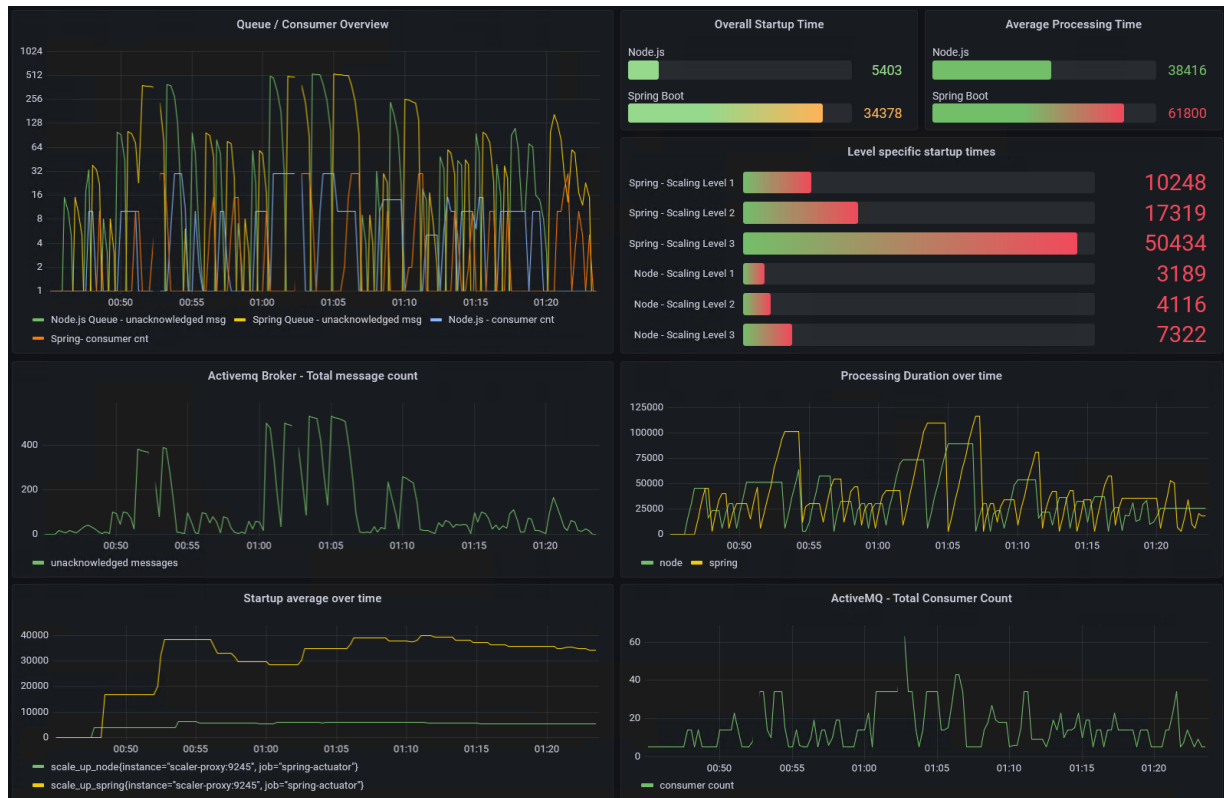 Queue / Consumer Overview
1024
512
256
128
64
32
16
8
4
2
1
00:50 00:55 01:00 01:05 01:10 01:15 01:20
Node.js Queue - unacknowledged msg Spring Queue - unacknowledged msg Node.js - consumer cnt
Spring- consumer cnt
Overall Startup Time
Node.js
5403
Spring Boot
34378
Average Processing Time
Node.js
38416
Spring Boot
61800
Level specific startup times
Spring - Scaling Level 1 10248
Spring - Scaling Level 2 17319
Spring - Scaling Level 3 50434
Node - Scaling Level 1 3189
Node - Scaling Level 2 4116
Node - Scaling Level 3 7322
Activemq Broker - Total message count
400
200
0
00:50 00:55 01:00 01:05 01:10 01:15 01:20
unacknowledged messages
Processing Duration over time
125000
100000
75000
50000
25000
0
00:50 00:55 01:00 01:05 01:10 01:15 01:20
node spring
Startup average over time
40000
30000
20000
10000
0
00:50 00:55 01:00 01:05 01:10 01:15 01:20
scale_up_node{instance="scaler-proxy:9245", job="spring-actuator"}
scale_up_spring{instance="scaler-proxy:9245", job="spring-actuator"}
ActiveMQ - Total Consumer Count
60
40
20
0
00:50 00:55 01:00 01:05 01:10 01:15 01:20
consumer count